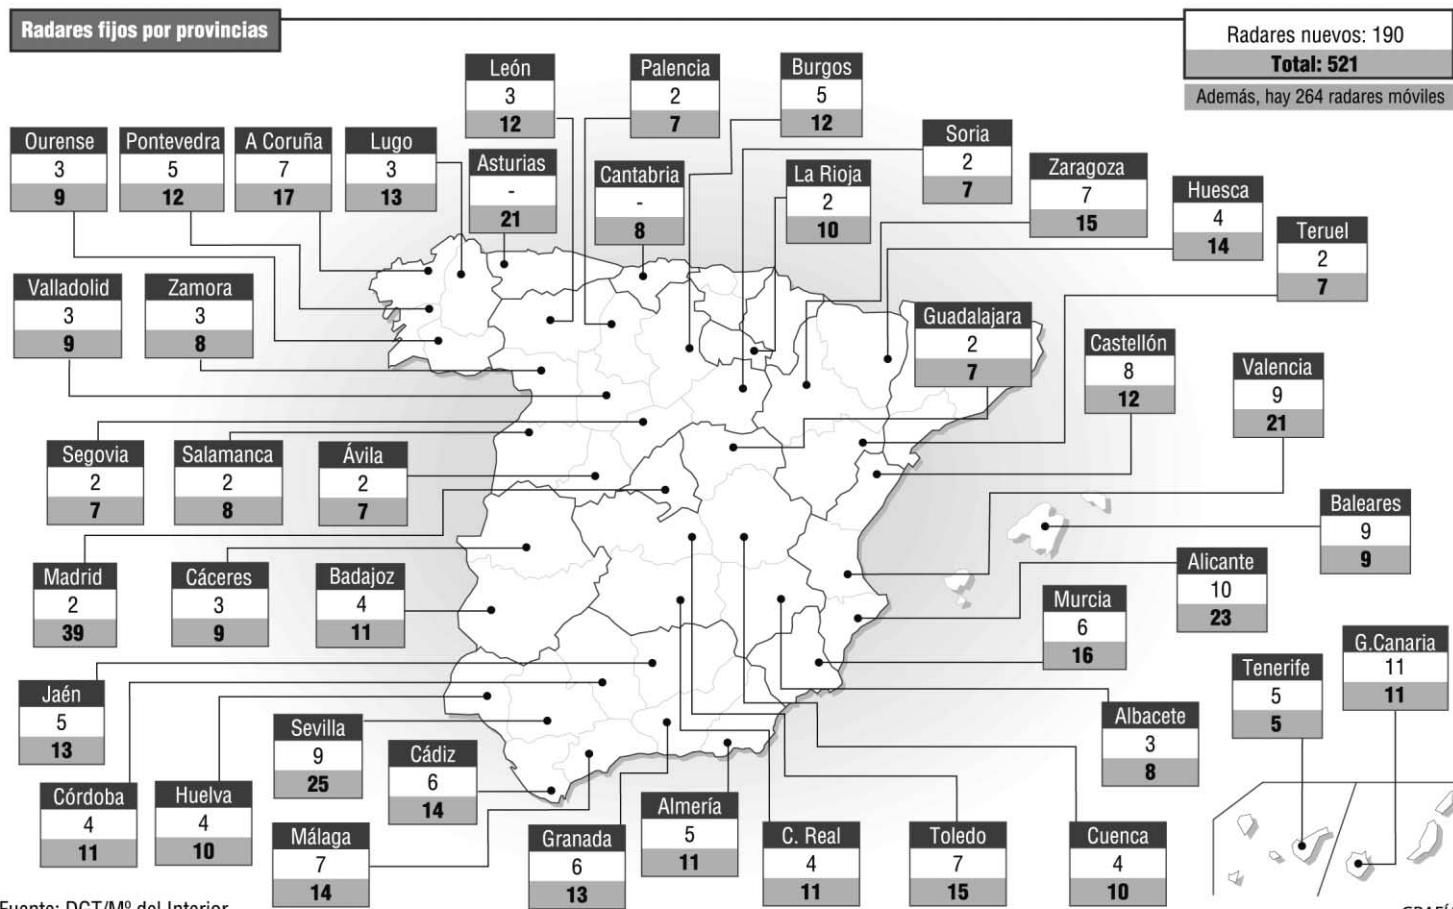 Radares fijos por provincias
Radares nuevos: 190
Total: 521
Además, hay 264 radares móviles
León
3
12
Palencia
2
7
Burgos
5
12
Ourense
3
9
Pontevedra
5
12
A Coruña
7
17
Lugo
3
13
Asturias
-
21
Cantabria
-
8
La Rioja
2
10
Soria
2
7
Zaragoza
7
15
Huesca
4
14
Teruel
2
7
Valladolid
3
9
Zamora
3
8
Guadalajara
2
7
Castellón
8
12
Valencia
9
21
Segovia
2
7
Salamanca
2
8
Ávila
2
7
Baleares
9
9
Madrid
2
39
Cáceres
3
9
Badajoz
4
11
Alicante
10
23
Murcia
6
16
Tenerife
5
5
G.Canaria
11
11
Jaén
5
13
Sevilla
9
25
Cádiz
6
14
Albacete
3
8
Córdoba
4
11
Huelva
4
10
Málaga
7
14
Granada
6
13
Almería
5
11
C. Real
4
11
Toledo
7
15
Cuenca
4
10
Fuente: DGT/Mº del Interior